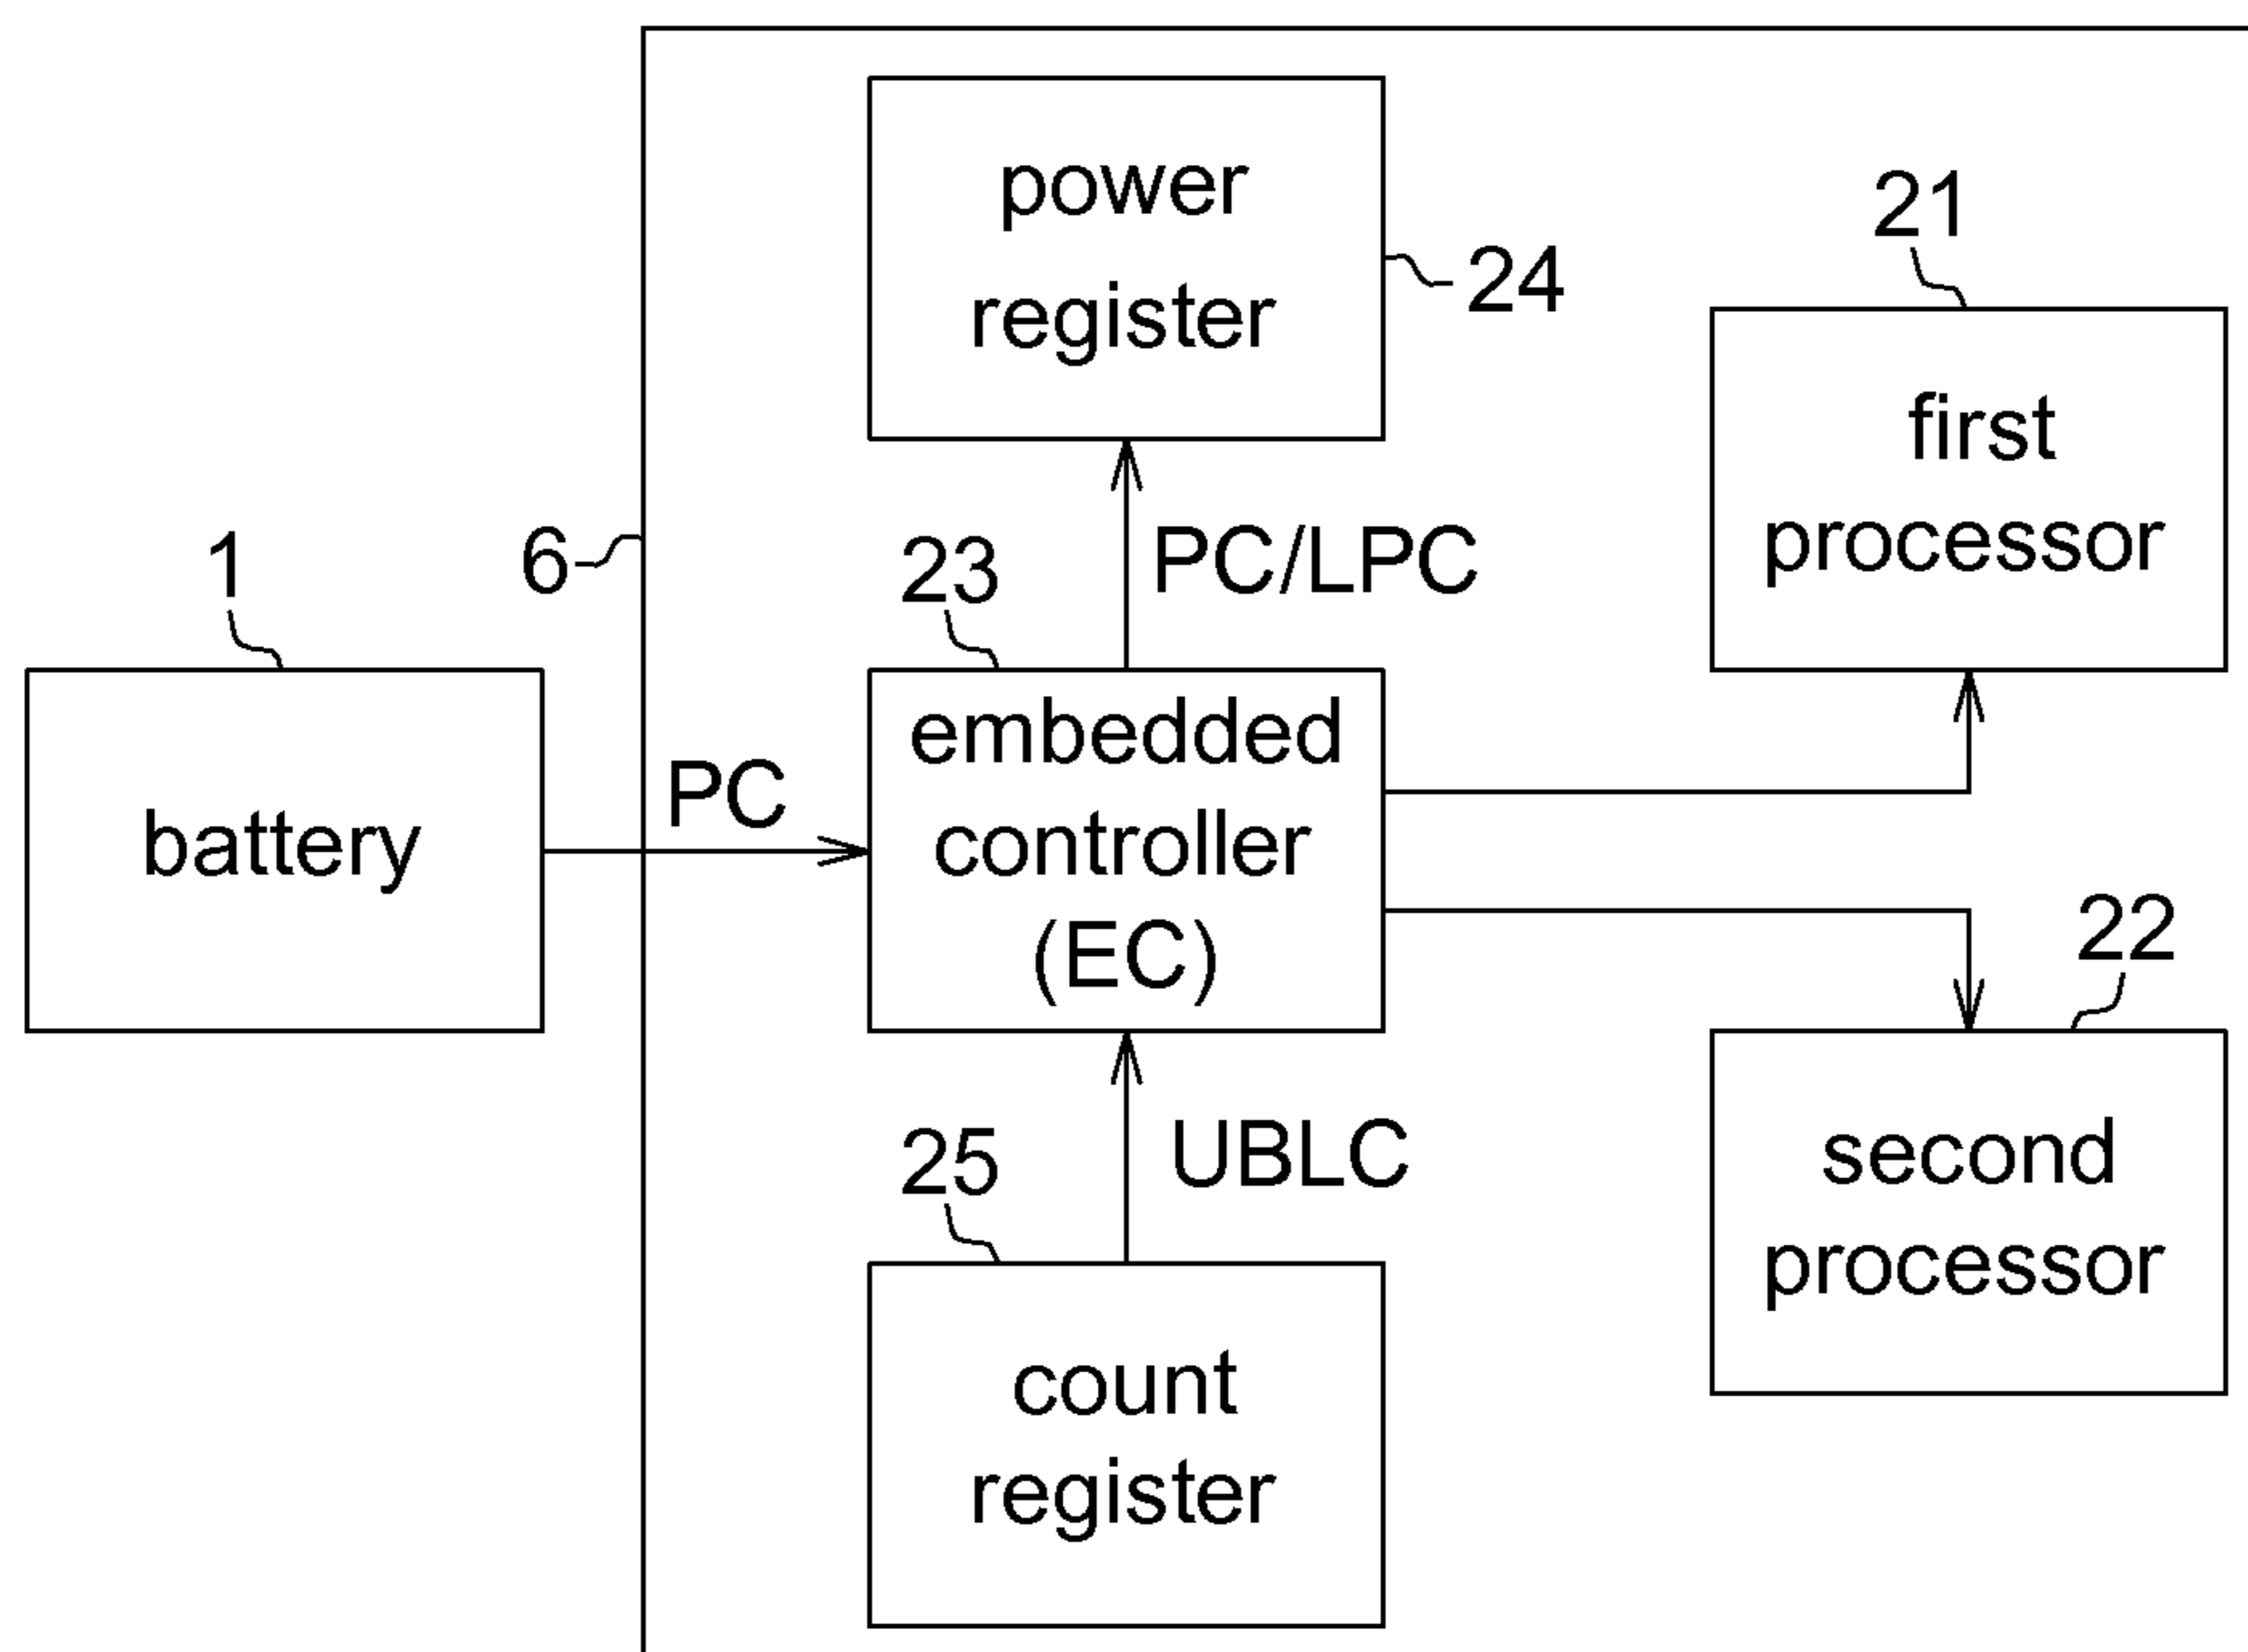 power
register
24
21
first
processor
1
6
23
PC/LPC
battery
PC
embedded
controller
(EC)
22
second
processor
25
UBLC
count
register